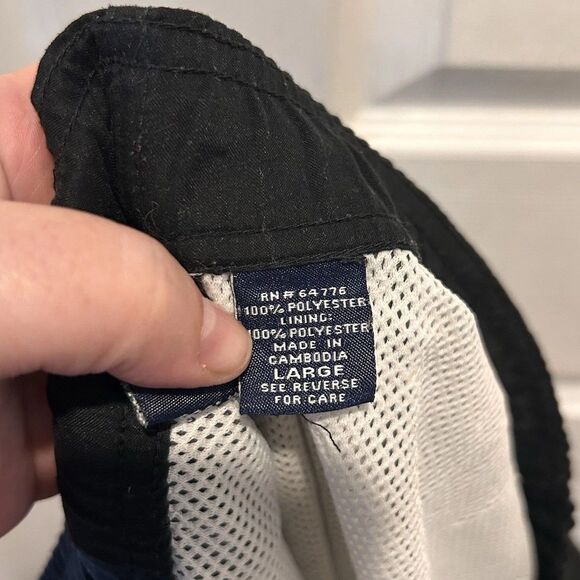 RN# 64776
100% POLYESTER
LINING:
100% POLYESTER
MADE IN
CAMBODIA
LARGE
SEE REVERSE
FOR CARE